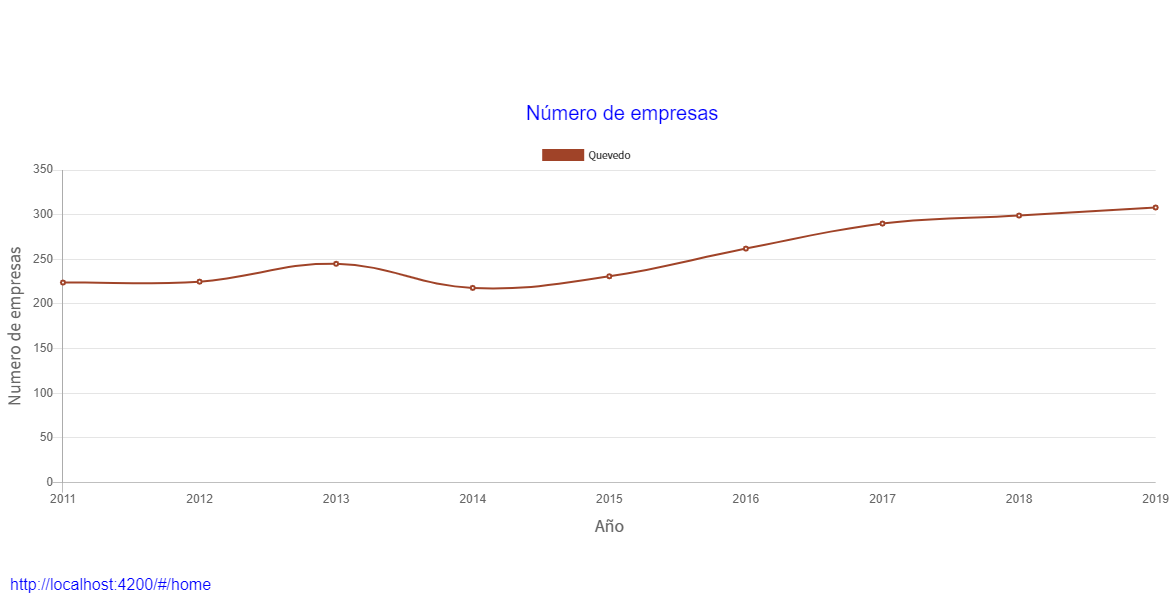 Número de empresas
Quevedo
350
300
250
200
150
100
50
0
Numero de empresas
2011 2012 2013 2014 2015 2016 2017 2018 2019
Año
http://localhost:4200/#/home